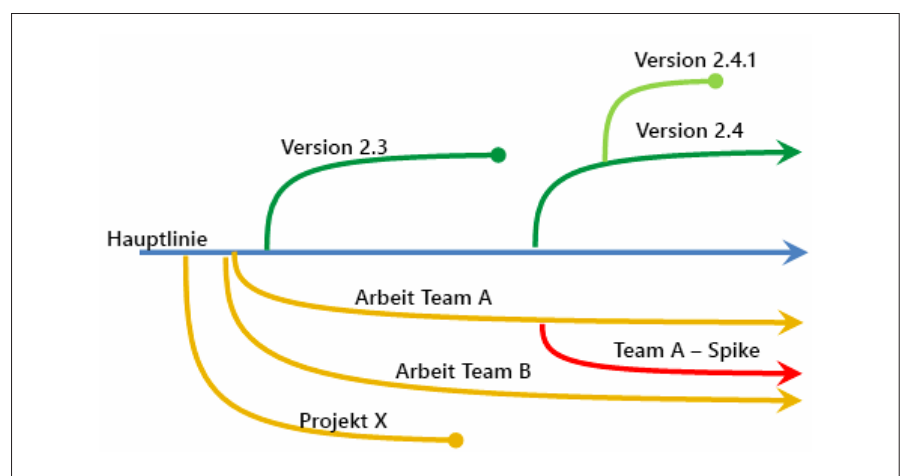 Version 2.4.1
Version 2.4
Version 2.3
Hauptlinie
Arbeit Team A
Team A – Spike
Arbeit Team B
Projekt X